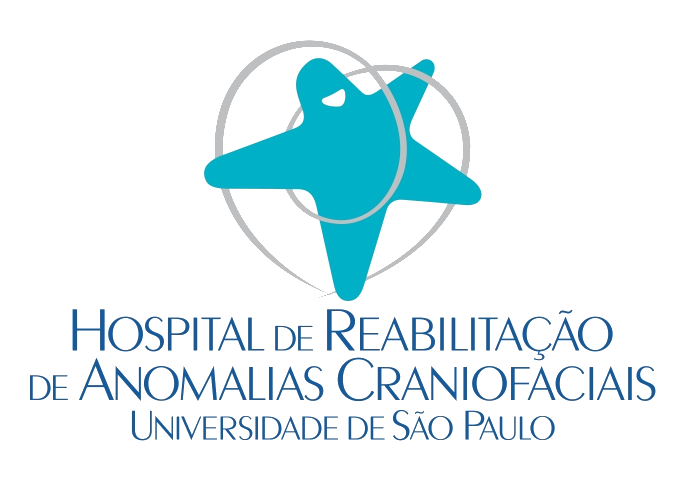 HOSPITAL DE REABILITAÇÃO
DE ANOMALIAS CRANIOFACIAIS
UNIVERSIDADE DE SÃO PAULO